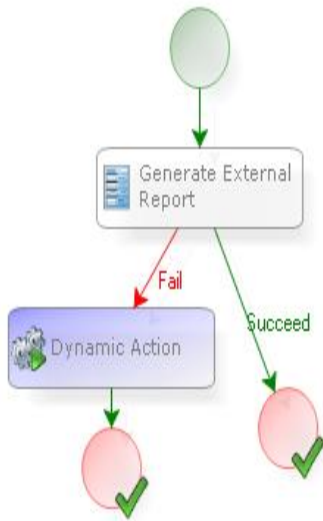 Generate External
Report
Fail
Succeed
Dynamic Action